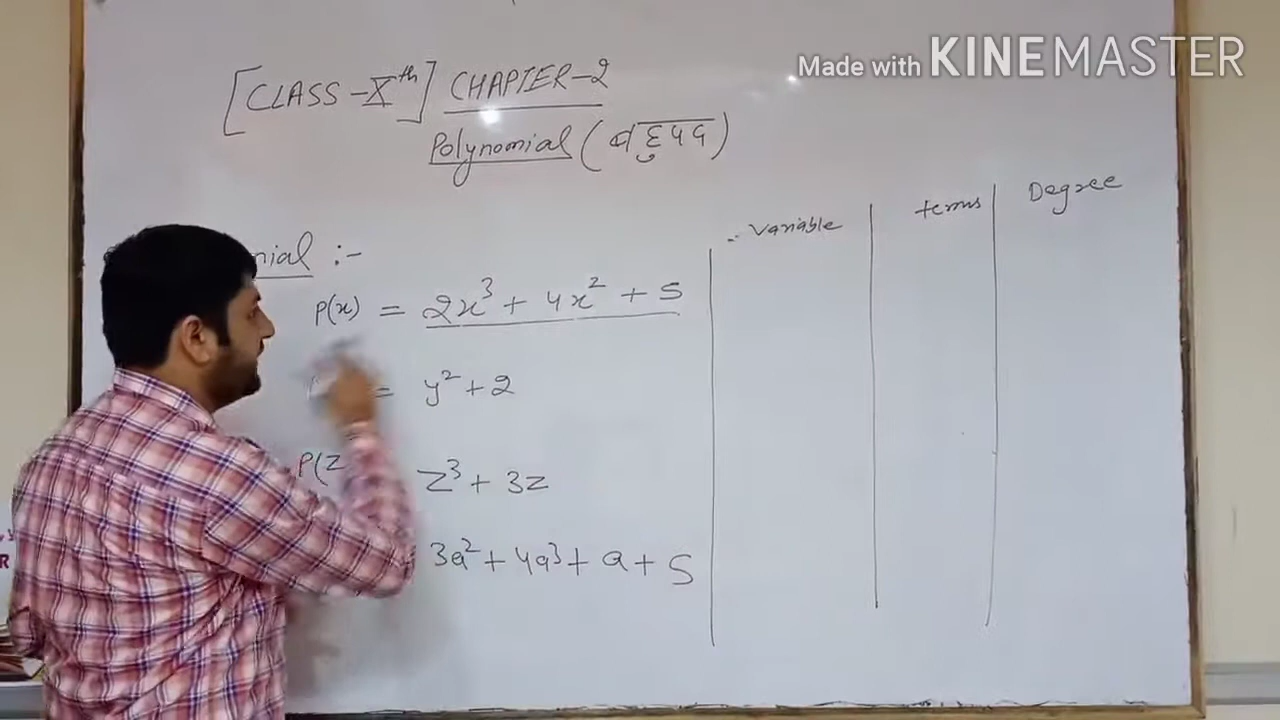 Made with KINEMASTER
[CLASS-Xth] CHAPTER-2
Polynomial (बहुपद)
:-
Variable terms Degree
P(x) = 2x³ + 4x² + 5
= y² + 2
P(z z³ + 3z
3a² + 4a³ + a + 5